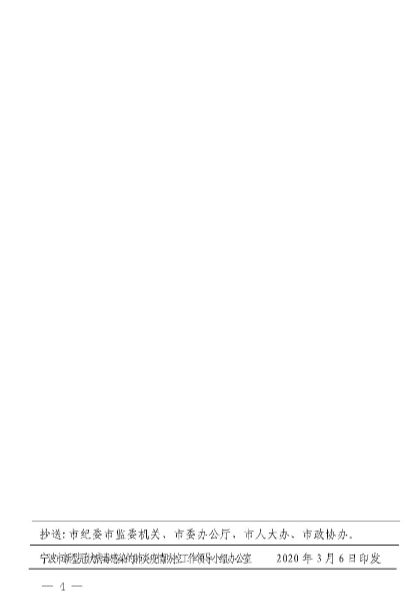 抄送:市纪委市监委机关，市委办公厅，市人大办、市政协办。
宁波市新型冠状病毒感染的肺炎疫情防控工作领导小组办公室 2020年3月6日印发
— 4 —